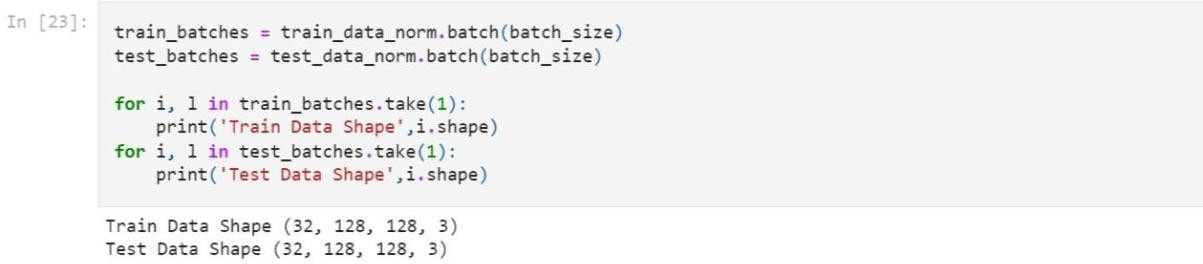 In [23]:
train_batches = train_data_norm.batch(batch_size)
test_batches = test_data_norm.batch(batch_size)
for i, l in train_batches.take(1):
    print('Train Data Shape',i.shape)
for i, l in test_batches.take(1):
    print('Test Data Shape',i.shape)
Train Data Shape (32, 128, 128, 3)
Test Data Shape (32, 128, 128, 3)